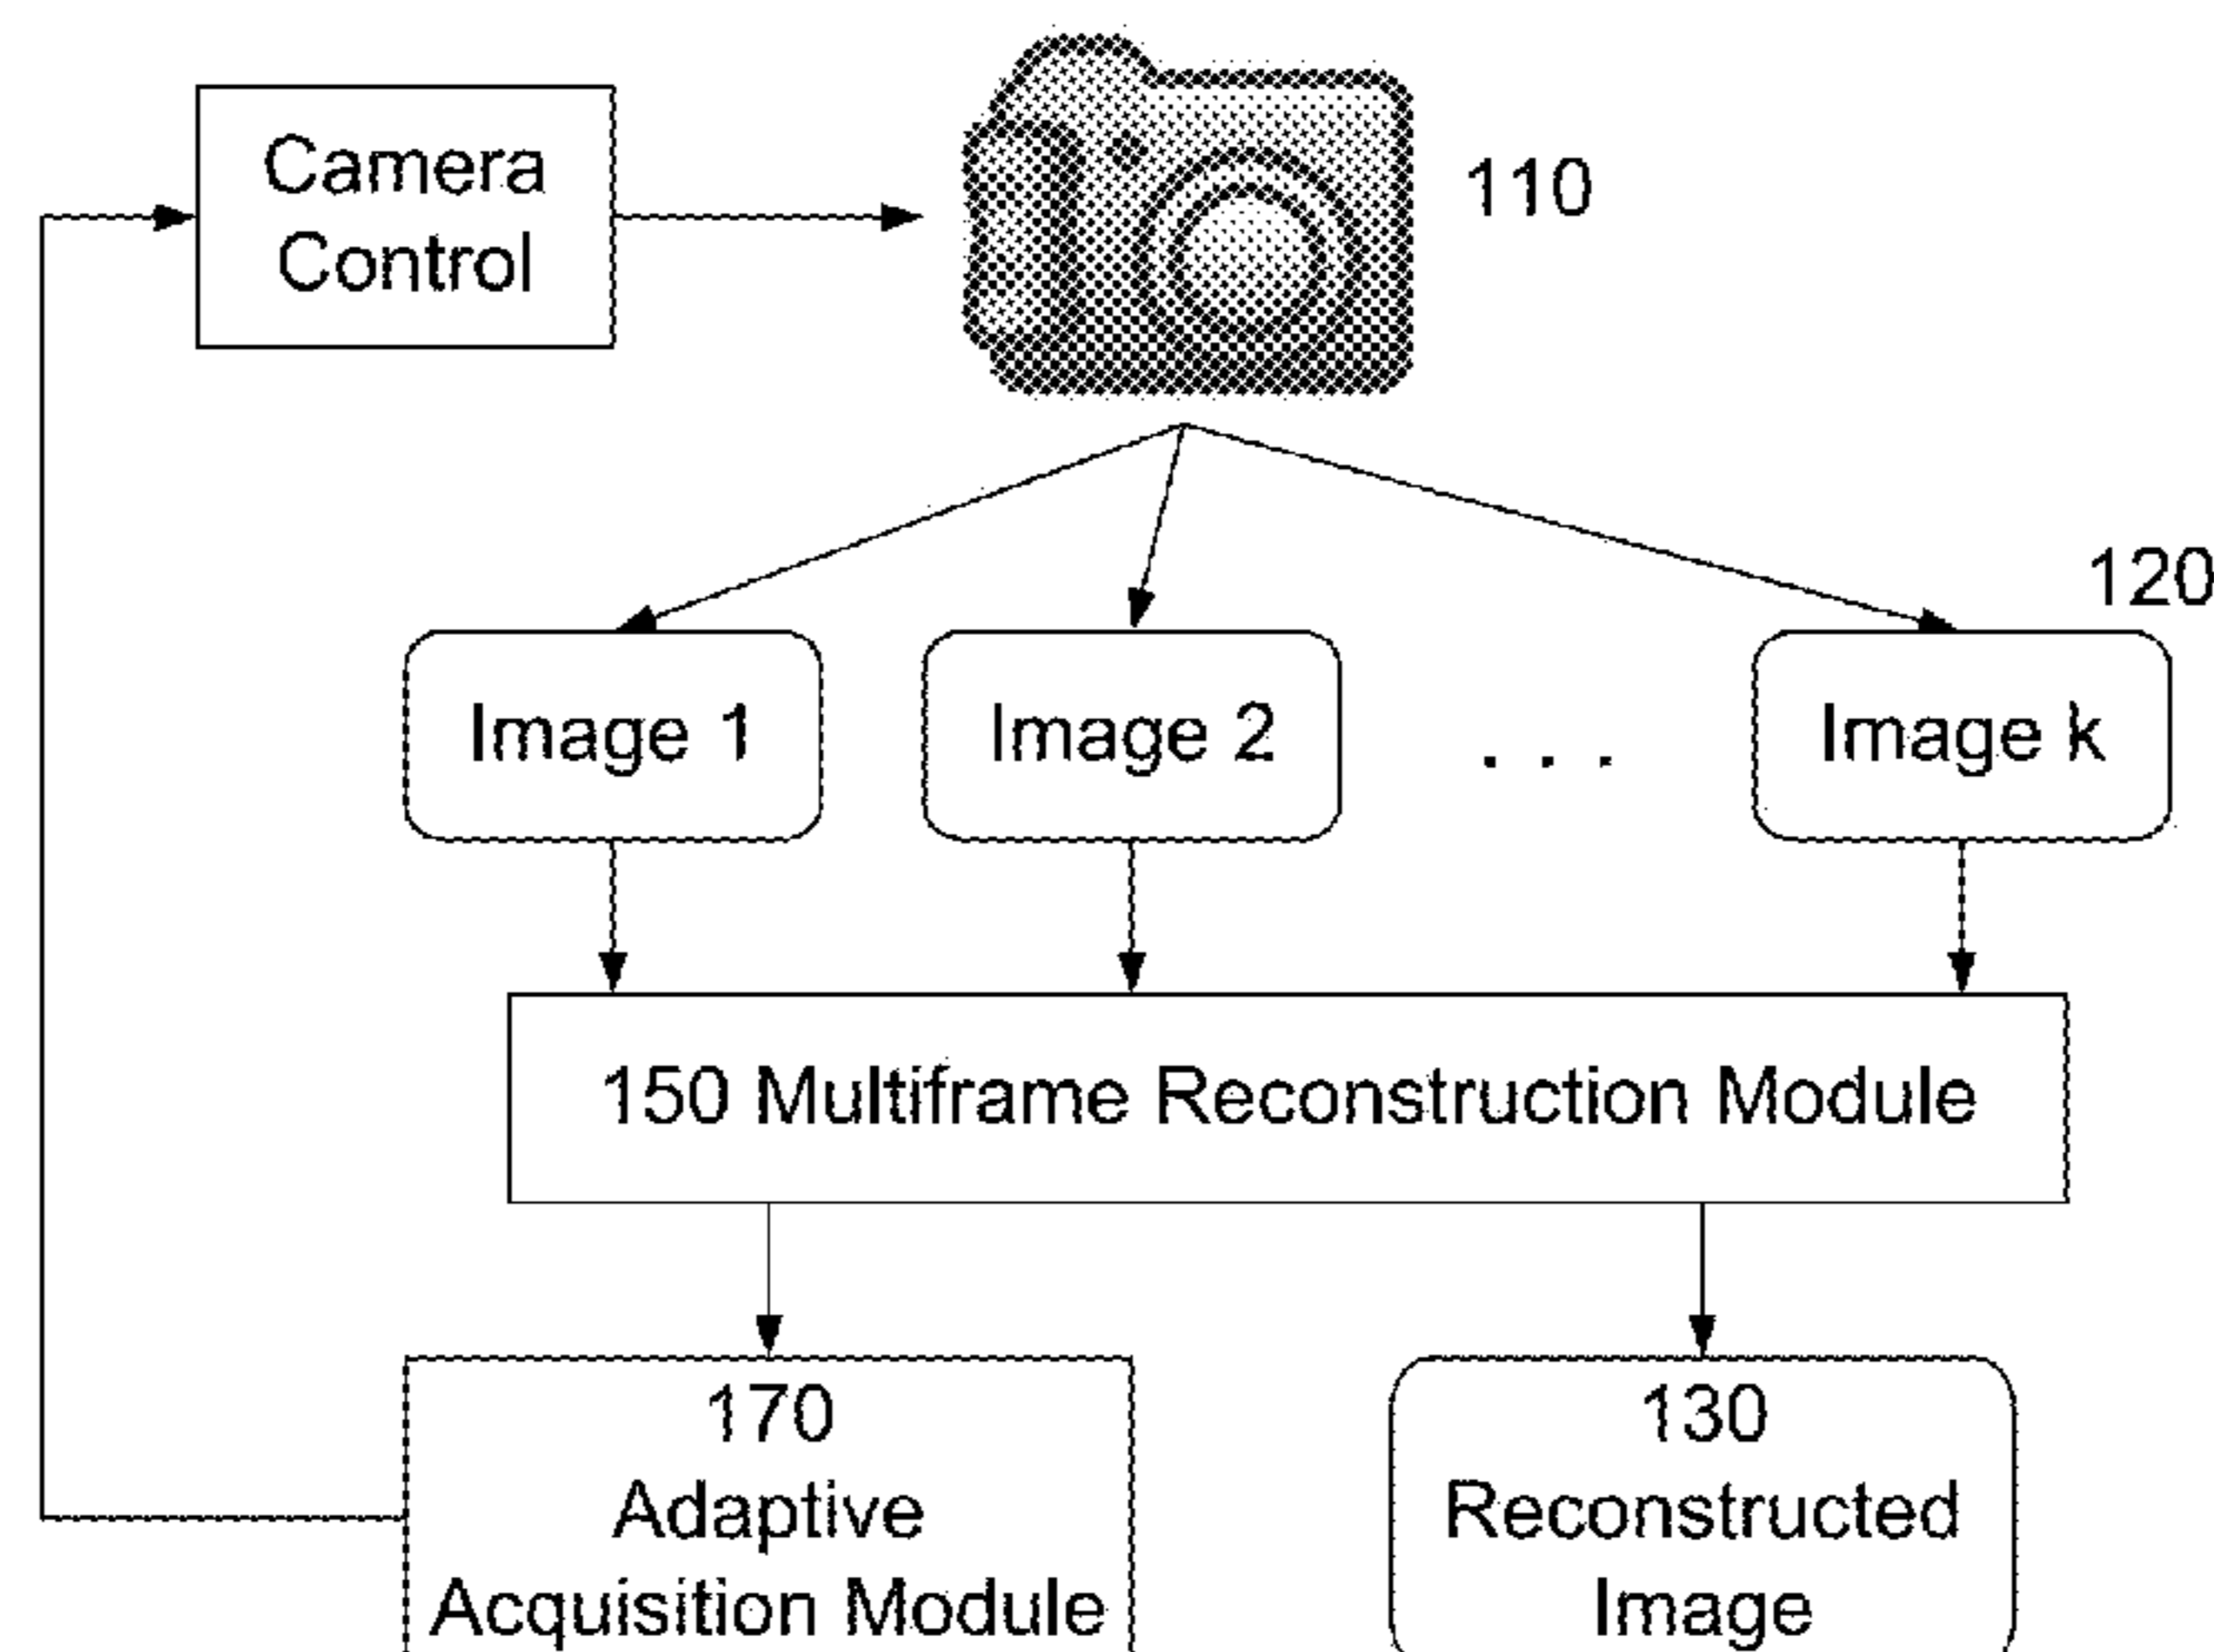 Camera
Control
110
120
Image 1
Image 2
. . .
Image k
150 Multiframe Reconstruction Module
170
Adaptive
Acquisition Module
130
Reconstructed
Image